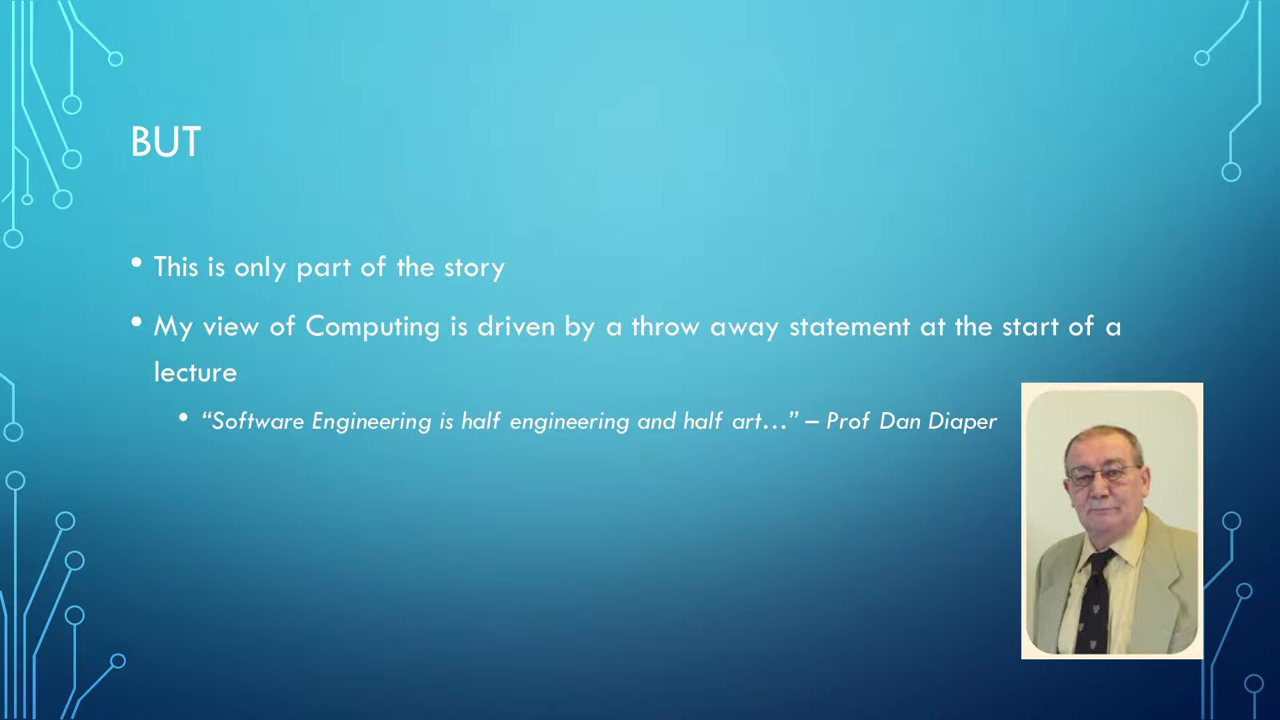 BUT
• This is only part of the story
• My view of Computing is driven by a throw away statement at the start of a
lecture
• “Software Engineering is half engineering and half art…” – Prof Dan Diaper